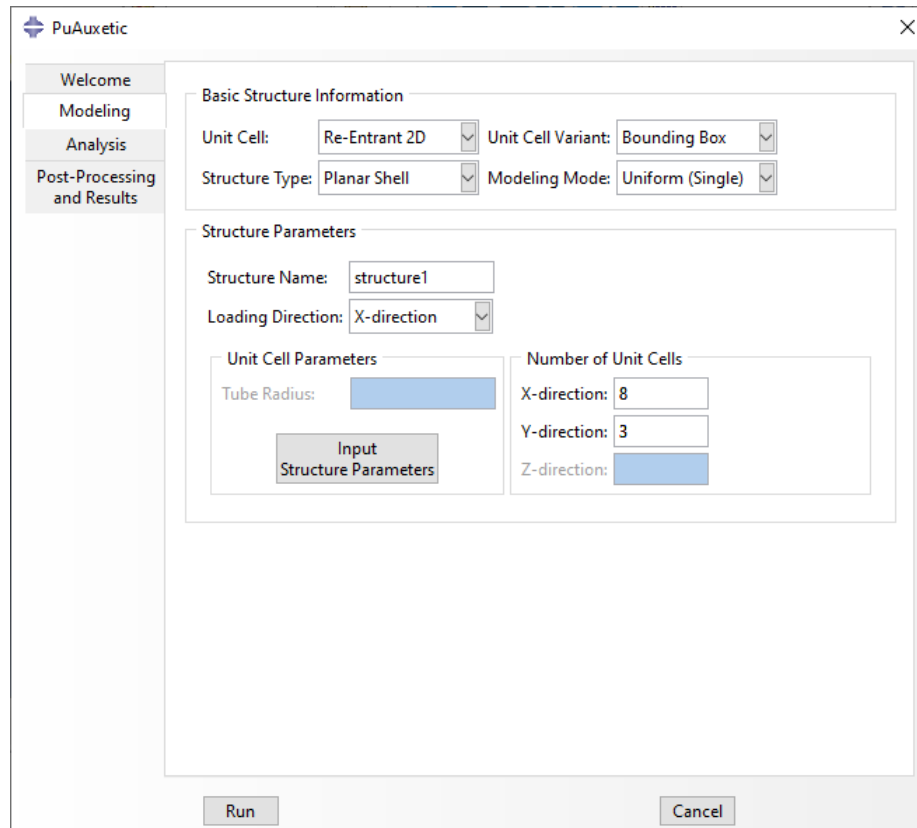 PuAuxetic
Welcome
Modeling
Analysis
Post-Processing
and Results
Basic Structure Information
Unit Cell: Re-Entrant 2D Unit Cell Variant: Bounding Box
Structure Type: Planar Shell Modeling Mode: Uniform (Single)
Structure Parameters
Structure Name: structure1
Loading Direction: X-direction
Unit Cell Parameters
Tube Radius:
Input
Structure Parameters
Number of Unit Cells
X-direction: 8
Y-direction: 3
Z-direction:
Run Cancel